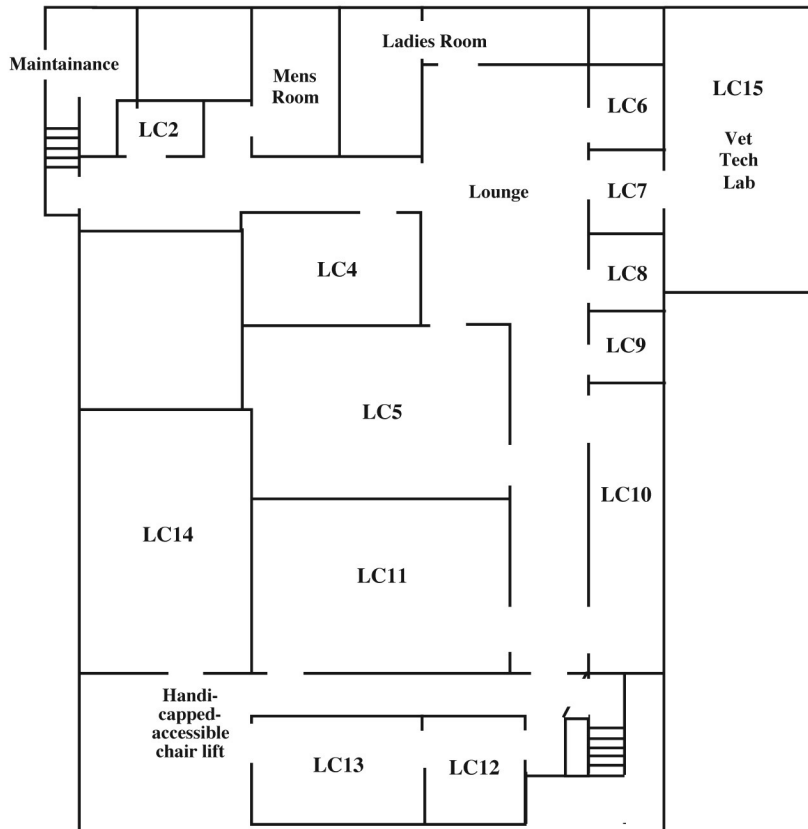 Ladies Room
Maintainance
Mens
Room
LC2
LC6
LC15
Vet
Tech
Lab
Lounge
LC7
LC4
LC8
LC9
LC5
LC10
LC14
LC11
Handi-
capped-
accessible
chair lift
LC13
LC12